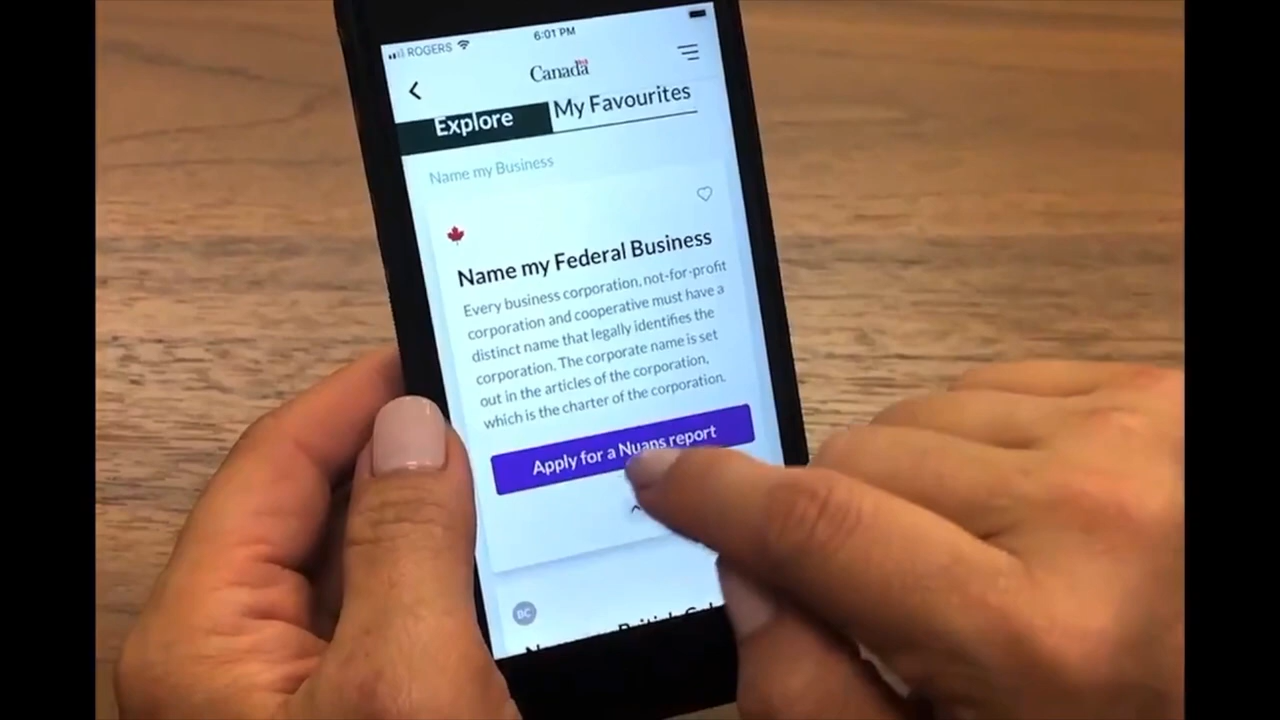 ROGERS
6:01 PM
Canada
Explore
My Favourites
Name my Business
Name my Federal Business
Every business corporation, not-for-profit
corporation and cooperative must have a
distinct name that legally identifies the
corporation. The corporate name is set
out in the articles of the corporation,
which is the charter of the corporation.
Apply for a Nuans report
BC